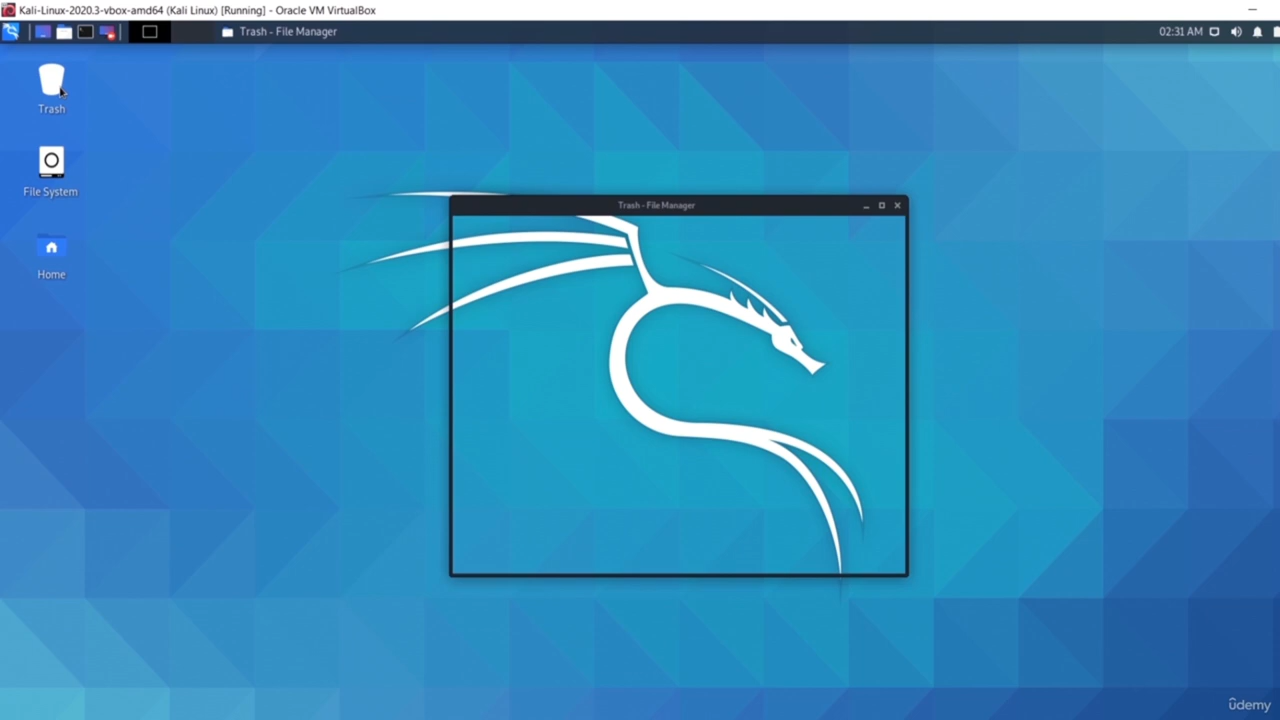 Kali-Linux-2020.3-vbox-amd64 (Kali Linux) [Running] - Oracle VM VirtualBox
Trash - File Manager
02:31 AM
Trash
File System
Home
Trash - File Manager
ûdemy